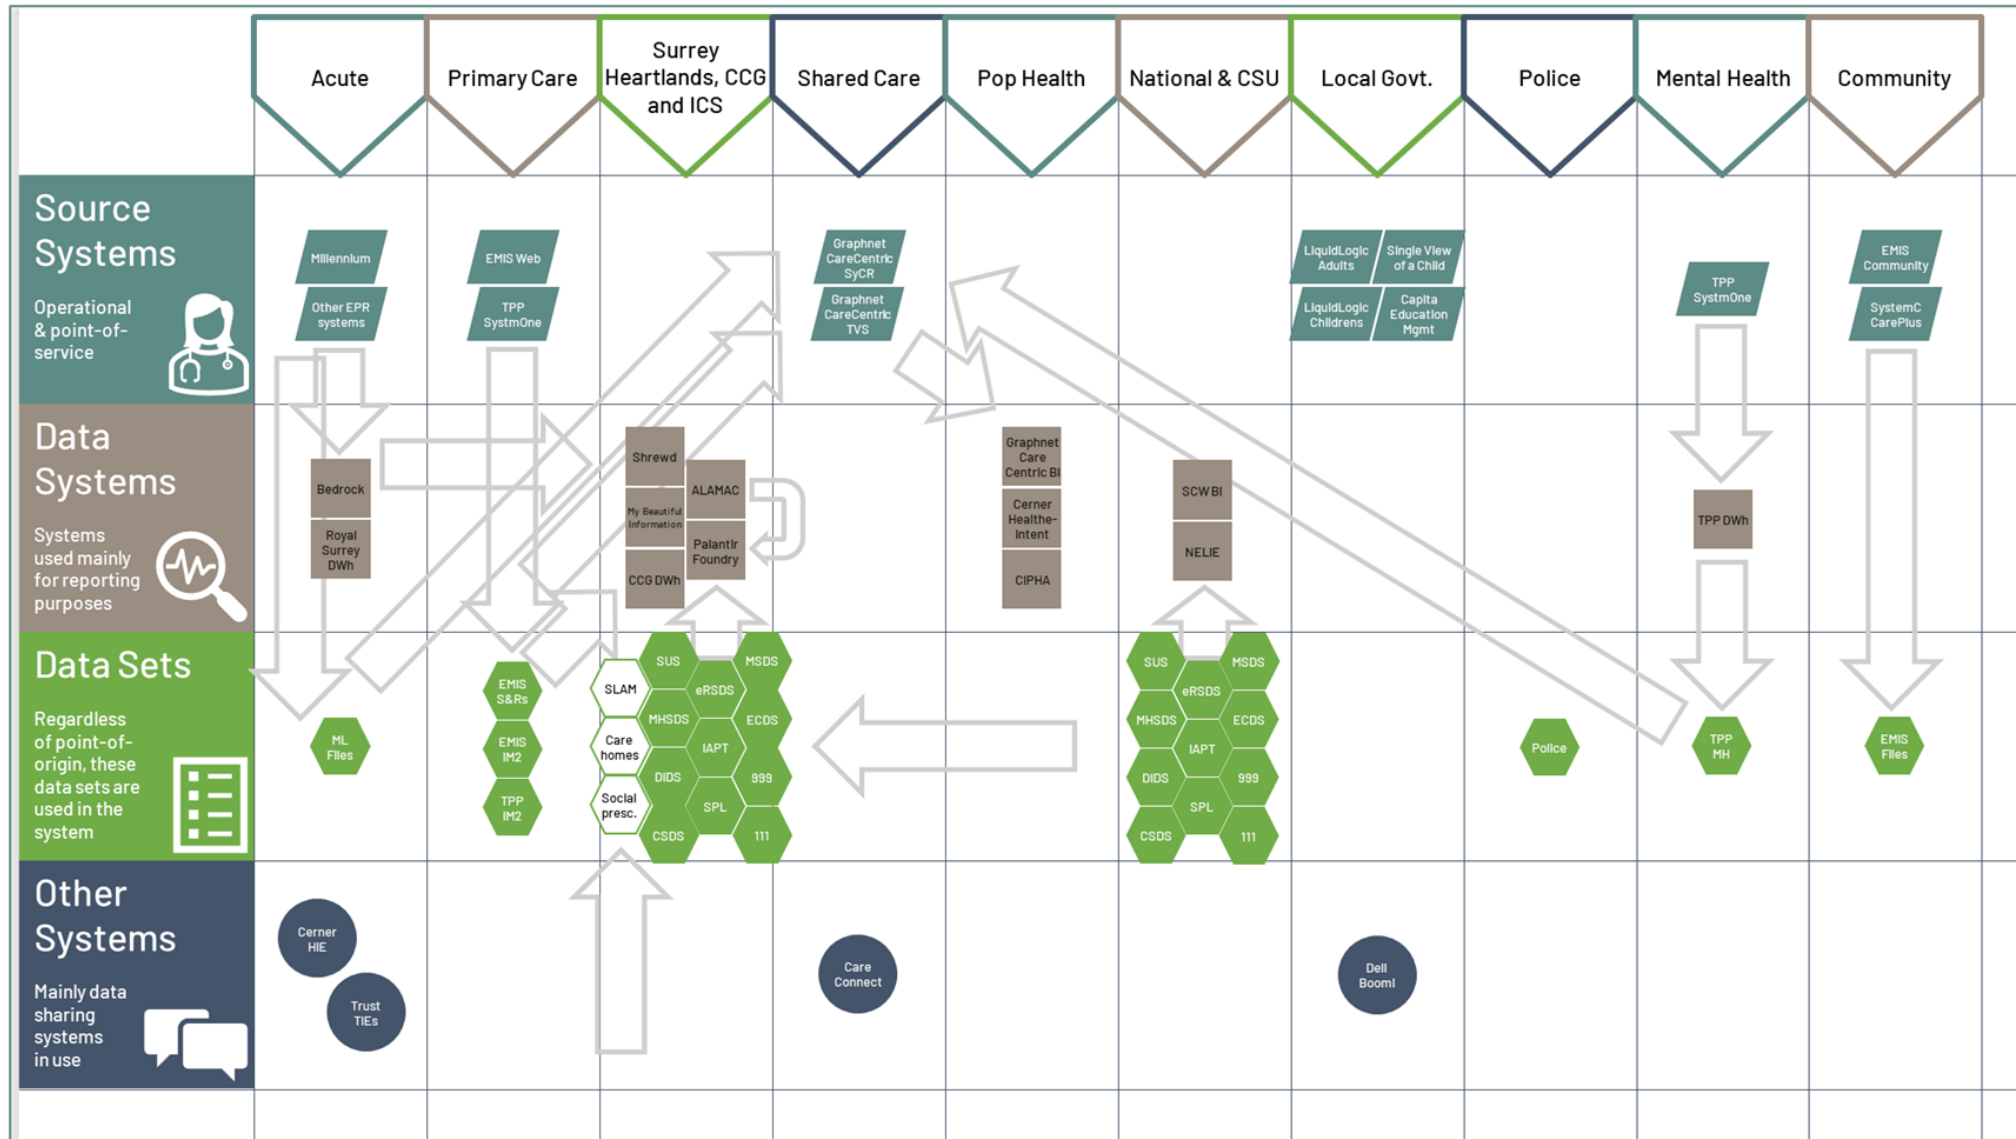 Acute
Primary Care
Surrey
Heartlands, CCG
and ICS
Shared Care
Pop Health
National & CSU
Local Govt.
Police
Mental Health
Community
Source
Systems
Operational
& point-of-
service
Millennium
Other EPR
systems
EMIS Web
TPP
SystmOne
Graphnet
CareCentric
SyCR
Graphnet
CareCentric
TVS
LiquidLogic
Adults
Single View
of a Child
LiquidLogic
Childrens
Capita
Education
Mgmt
TPP
SystmOne
EMIS
Community
SystemC
CarePlus
Data
Systems
Systems
used mainly
for reporting
purposes
Bedrock
Royal
Surrey
DWh
Shrewd
My Beautiful
Information
CCG DWh
ALAMAC
Palantir
Foundry
Graphnet
Care
Centric BI
Cerner
Healthe-
Intent
CIPHA
SCW BI
NELIE
TPP DWh
Data Sets
Regardless
of point-of-
origin, these
data sets are
used in the
system
ML
Files
EMIS
S&Rs
EMIS
IM2
TPP
IM2
SLAM
Care
homes
Social
presc.
SUS
MHSDS
DIDS
CSDS
eRSDS
IAPT
SPL
MSDS
ECDS
999
111
SUS
MHSDS
DIDS
CSDS
eRSDS
IAPT
SPL
MSDS
ECDS
999
111
Police
TPP
MH
EMIS
Files
Other
Systems
Mainly data
sharing
systems
in use
Cerner
HIE
Trust
TIEs
Care
Connect
Dell
Boomi